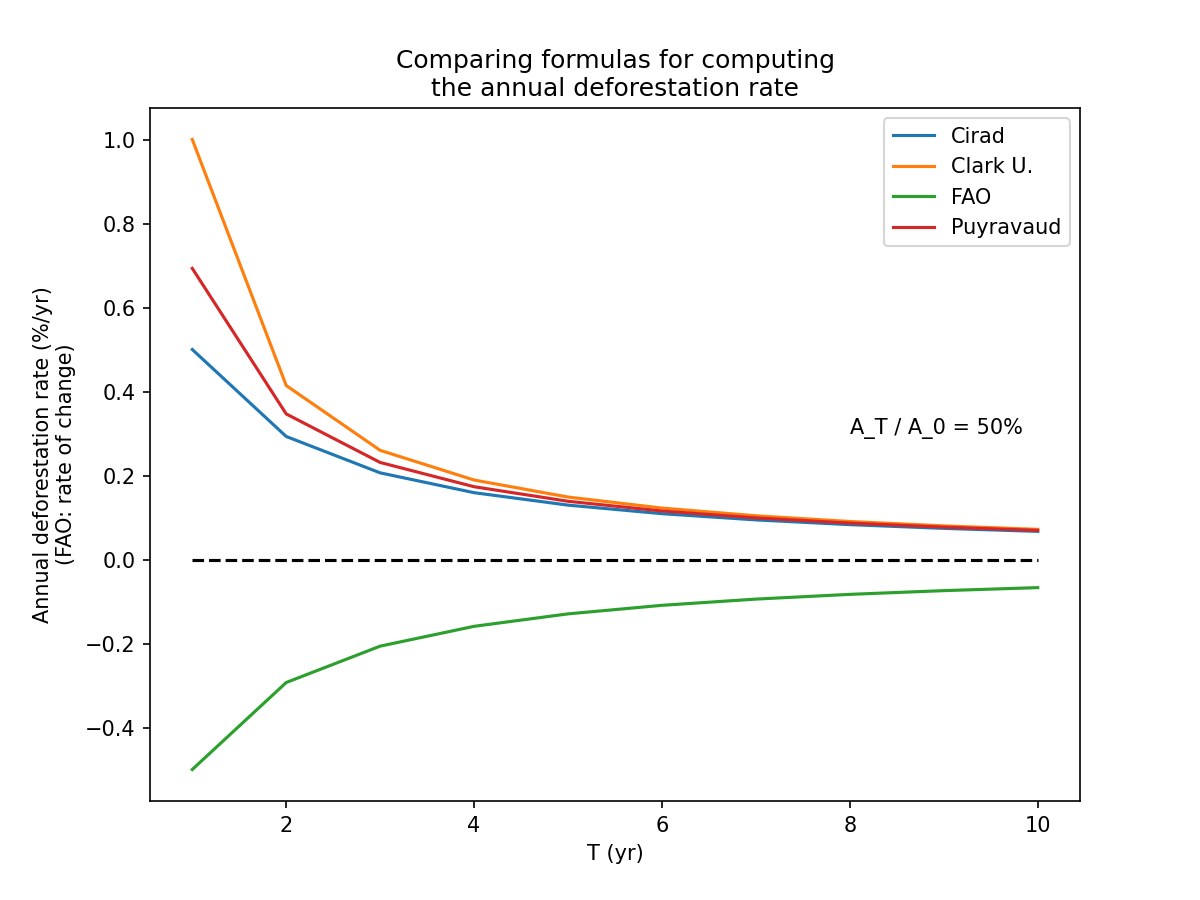 Comparing formulas for computing
the annual deforestation rate
Annual deforestation rate (%/yr)
(FAO: rate of change)
1.0
0.8
0.6
0.4
0.2
0.0
−0.2
−0.4
Cirad
Clark U.
FAO
Puyravaud
A_T / A_0 = 50%
2
4
6
8
10
T (yr)